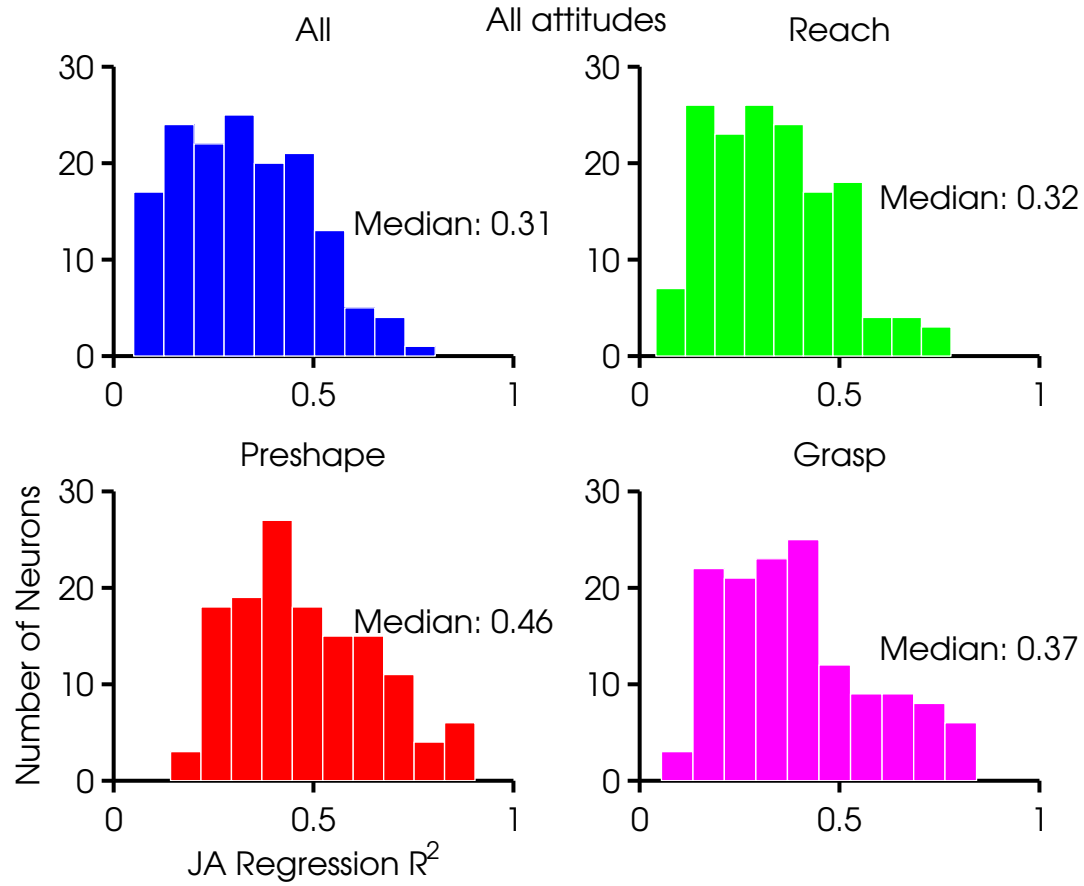 All attitudes
All
30
20
10
0
0
0.5
1
Median: 0.31
Reach
30
20
10
0
0
0.5
1
Median: 0.32
Preshape
30
20
10
0
0
0.5
1
Median: 0.46
Number of Neurons
JA Regression R²
Grasp
30
20
10
0
0
0.5
1
Median: 0.37